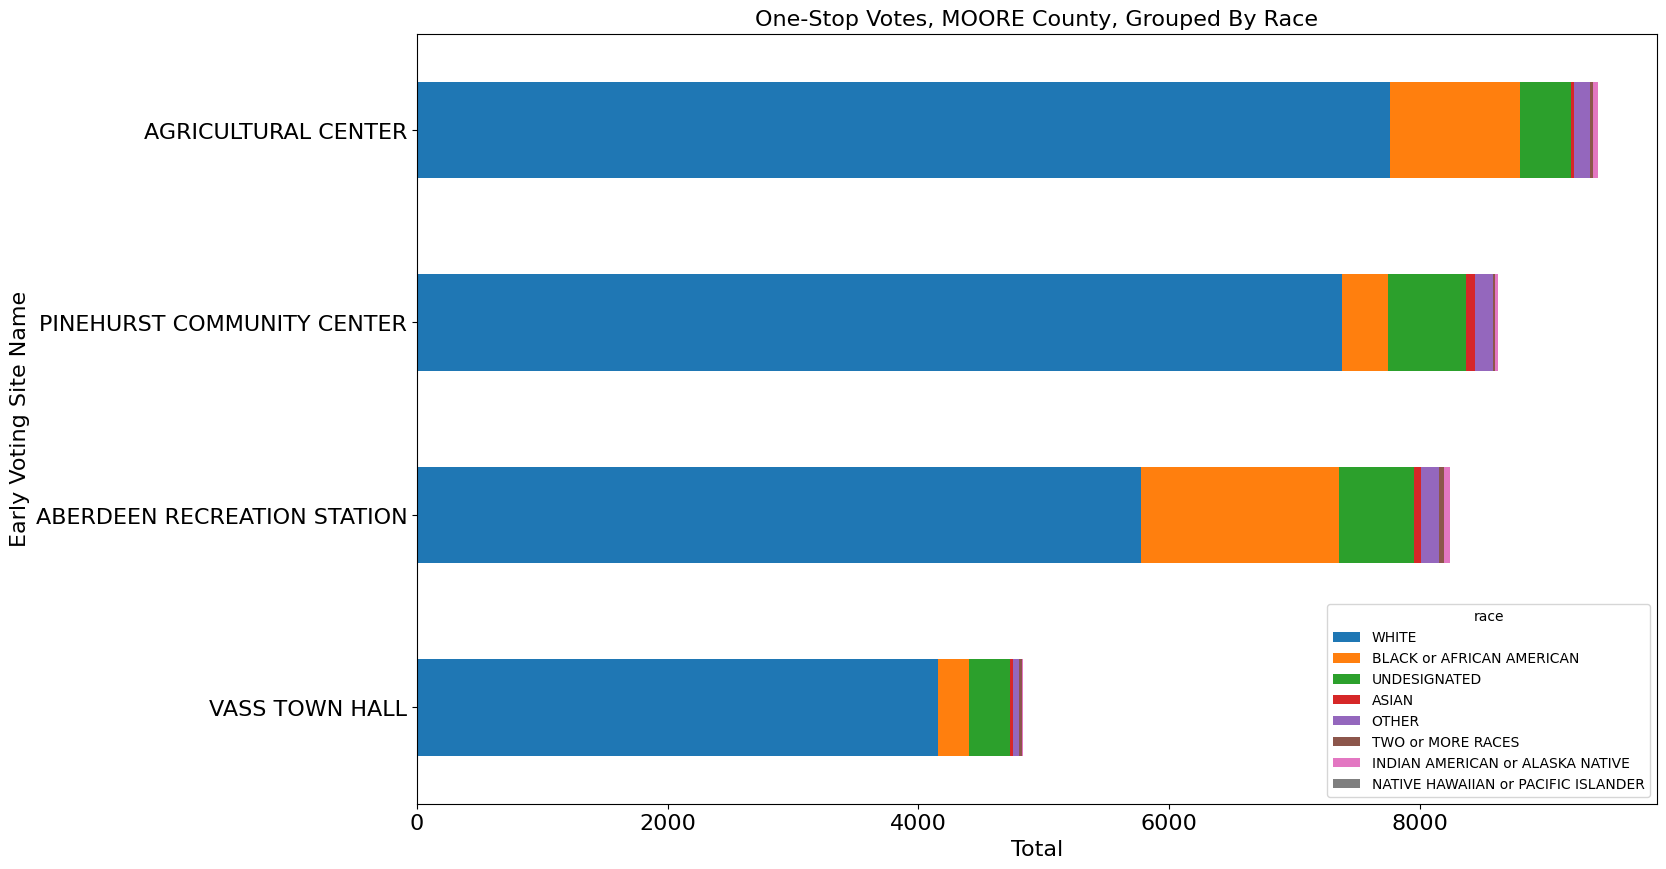 One-Stop Votes, MOORE County, Grouped By Race
Early Voting Site Name
AGRICULTURAL CENTER
PINEHURST COMMUNITY CENTER
ABERDEEN RECREATION STATION
VASS TOWN HALL
race
WHITE
BLACK or AFRICAN AMERICAN
UNDESIGNATED
ASIAN
OTHER
TWO or MORE RACES
INDIAN AMERICAN or ALASKA NATIVE
NATIVE HAWAIIAN or PACIFIC ISLANDER
0 2000 4000 6000 8000
Total